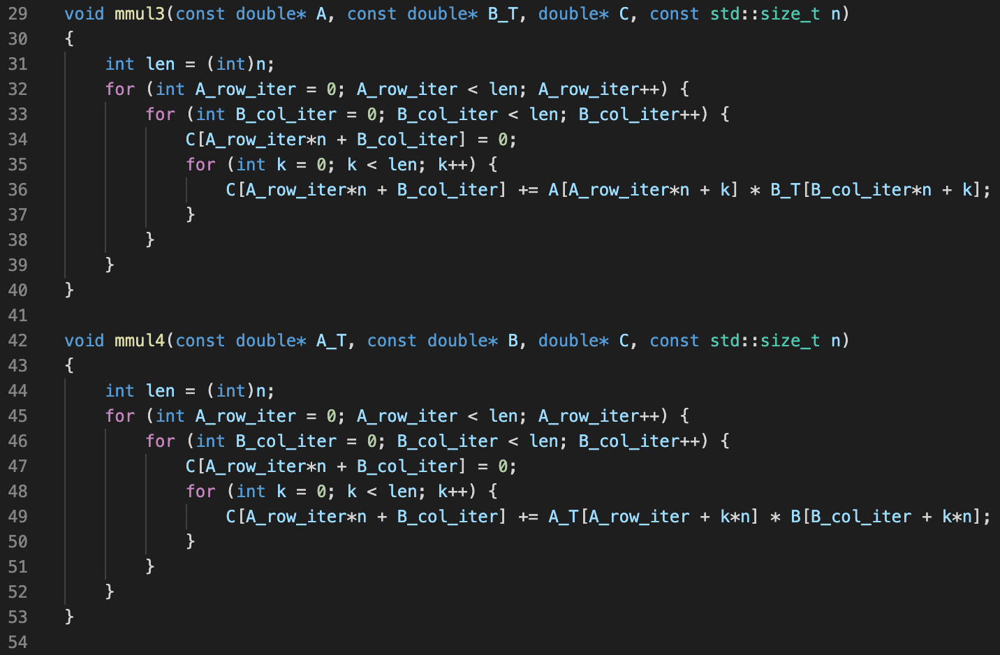 29 void mmul3(const double* A, const double* B_T, double* C, const std::size_t n)
30 {
31     int len = (int)n;
32     for (int A_row_iter = 0; A_row_iter < len; A_row_iter++) {
33         for (int B_col_iter = 0; B_col_iter < len; B_col_iter++) {
34             C[A_row_iter*n + B_col_iter] = 0;
35             for (int k = 0; k < len; k++) {
36                 C[A_row_iter*n + B_col_iter] += A[A_row_iter*n + k] * B_T[B_col_iter*n + k];
37             }
38         }
39     }
40 }
41
42 void mmul4(const double* A_T, const double* B, double* C, const std::size_t n)
43 {
44     int len = (int)n;
45     for (int A_row_iter = 0; A_row_iter < len; A_row_iter++) {
46         for (int B_col_iter = 0; B_col_iter < len; B_col_iter++) {
47             C[A_row_iter*n + B_col_iter] = 0;
48             for (int k = 0; k < len; k++) {
49                 C[A_row_iter*n + B_col_iter] += A_T[A_row_iter + k*n] * B[B_col_iter + k*n];
50             }
51         }
52     }
53 }
54